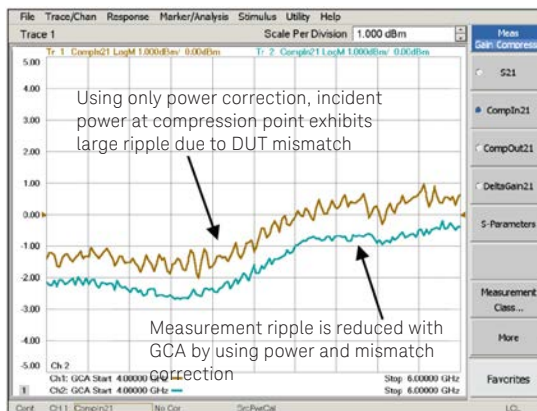 File Trace/Chan Response Marker/Analysis Stimulus Utility Help
Trace 1
Scale Per Division 1.000 dBm
Tr 1 CompIn21 LogM 1.000dBm/ 0.00dBm
Tr 2 CompIn21 LogM 1.000dBm/ 0.00dBm
5.00
4.00
3.00
2.00
1.00
0.00
-1.00
-2.00
-3.00
-4.00
-5.00
Using only power correction, incident
power at compression point exhibits
large ripple due to DUT mismatch
Measurement ripple is reduced with
GCA by using power and mismatch
correction
Ch 2
Ch1: GCA Start 4.00000 GHz
Stop 6.00000 GHz
1
Ch2: GCA Start 4.00000 GHz
Stop 6.00000 GHz
Cont. CH 1: CompIn21 No Cor SrcPwrCal LCL
Meas
Gain Compress
S21
CompIn21
CompOut21
DeltaGain21
S-Parameters
Measurement
Class...
More
Favorites